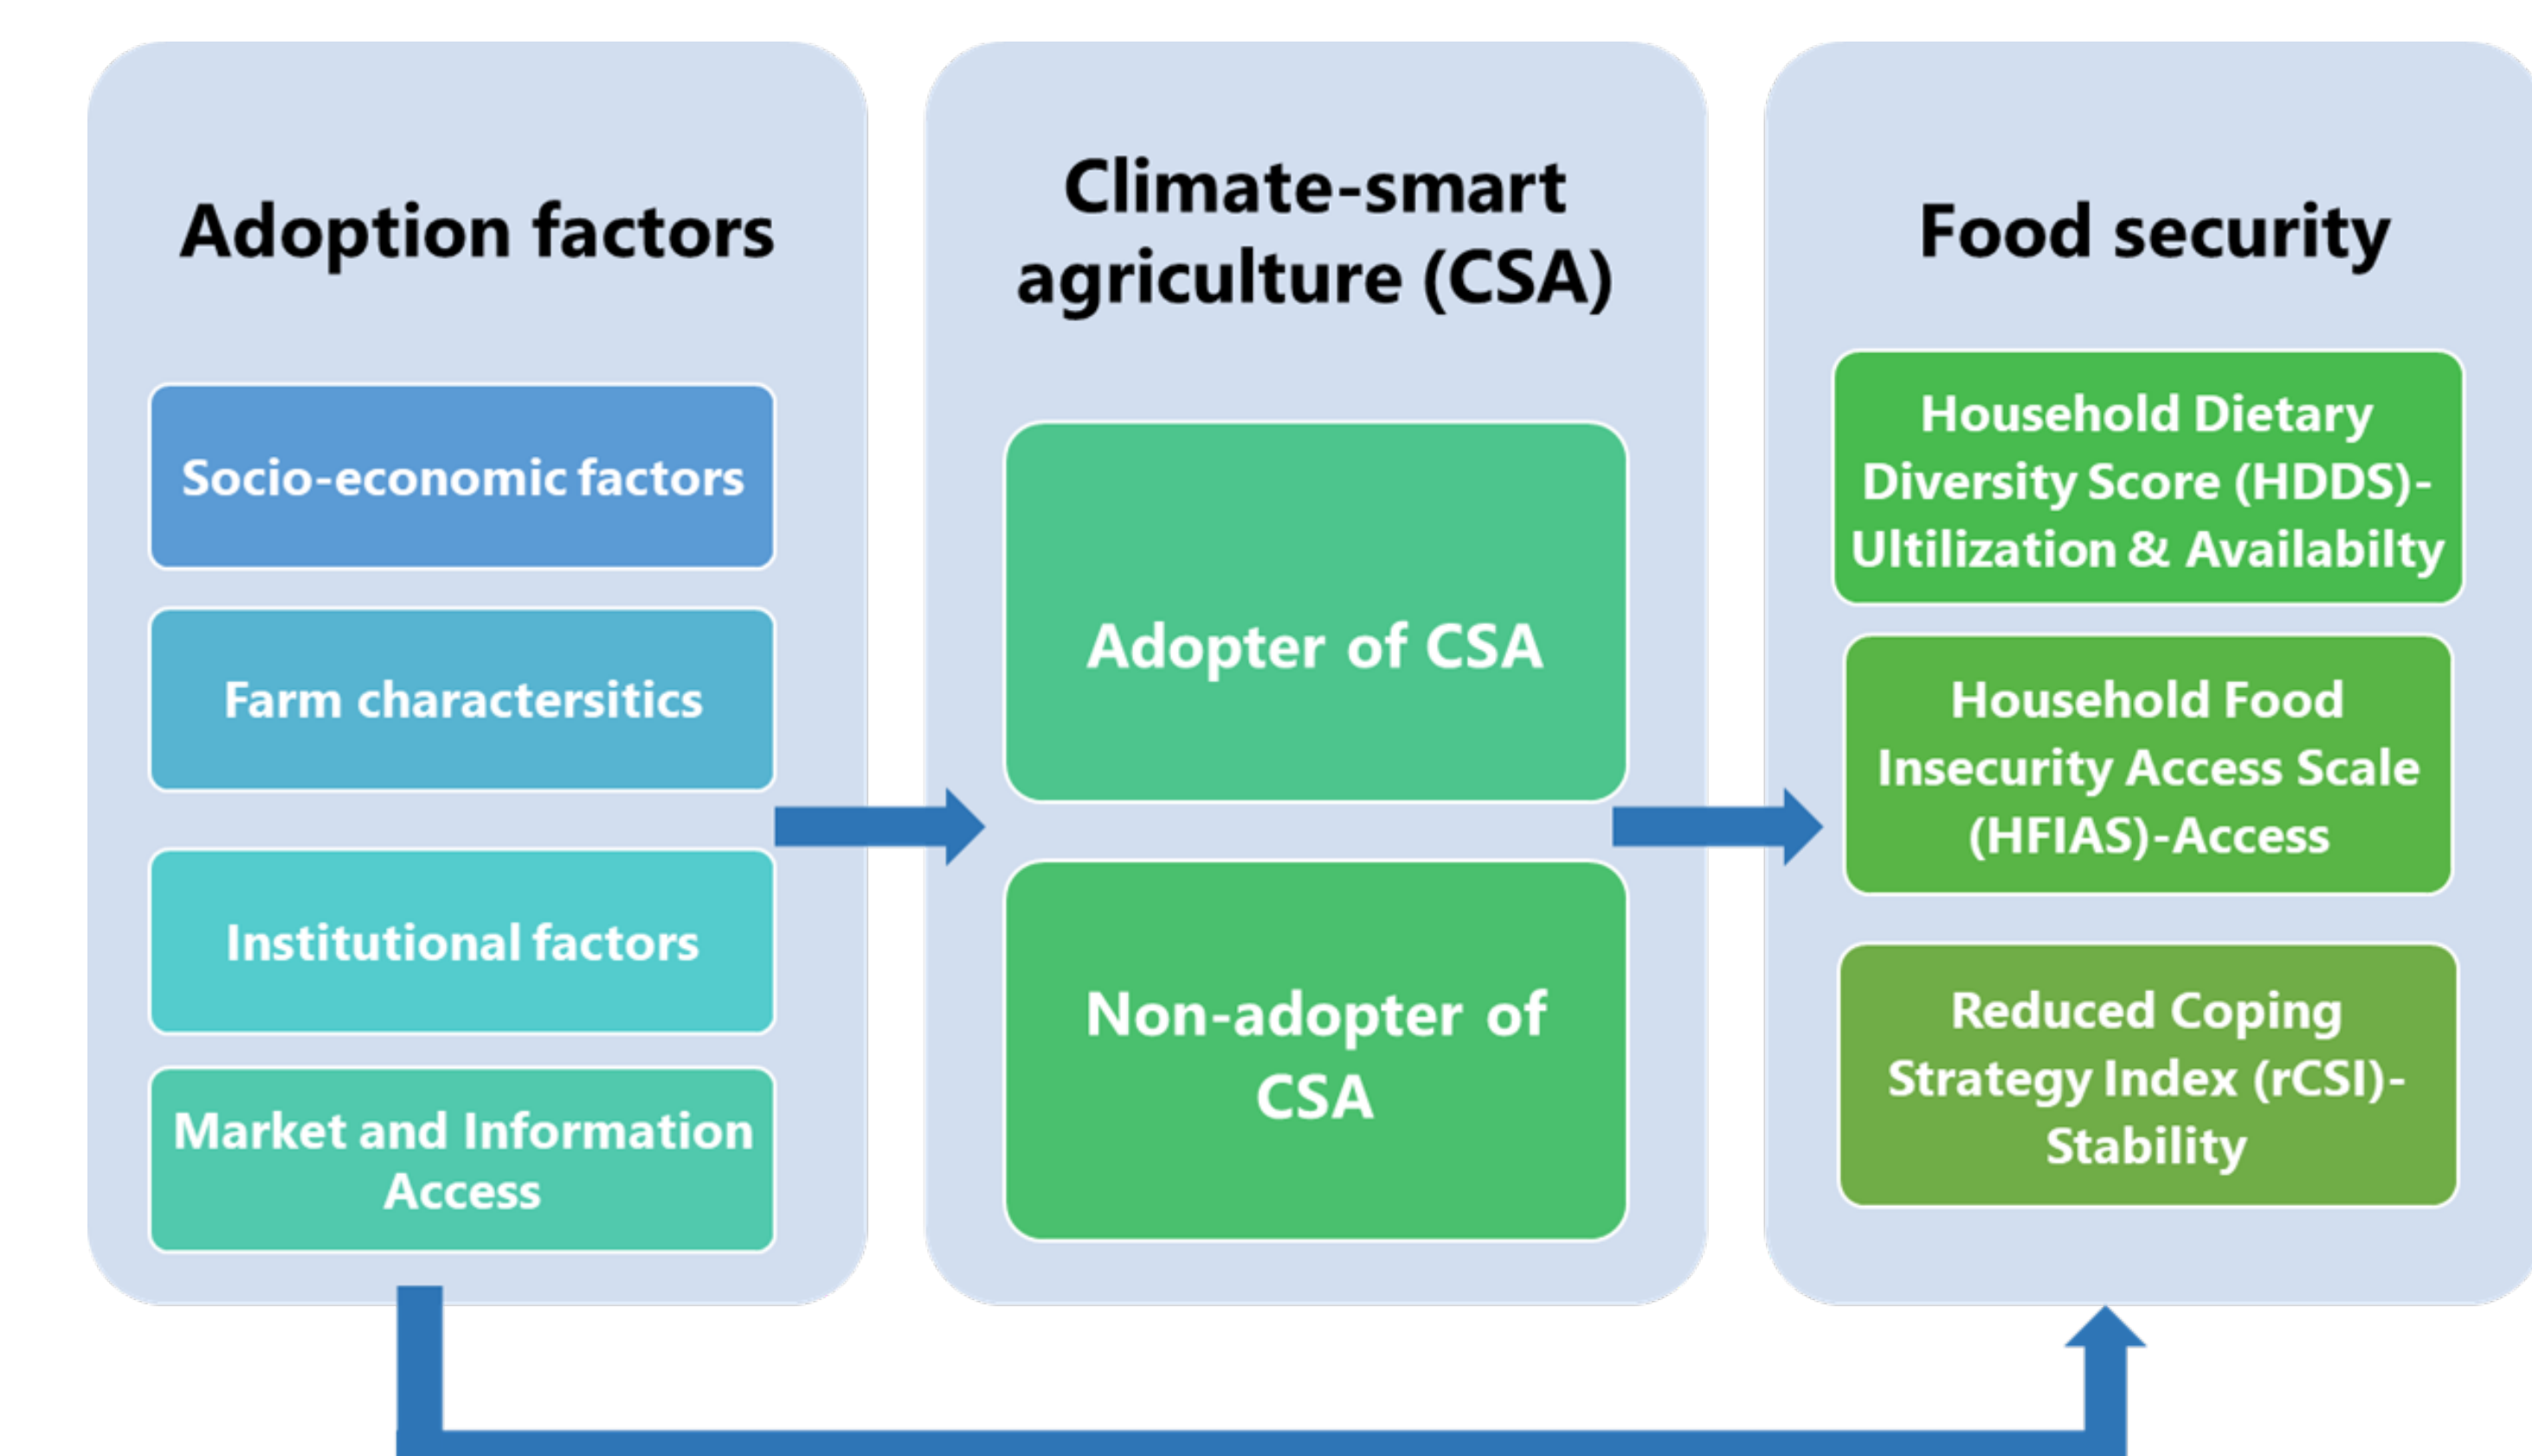 Adoption factors
Socio-economic factors
Farm charactersitics
Institutional factors
Market and Information
Access
Climate-smart
agriculture (CSA)
Adopter of CSA
Non-adopter of
CSA
Food security
Household Dietary
Diversity Score (HDDS)-
Ultilization & Availabilty
Household Food
Insecurity Access Scale
(HFIAS)-Access
Reduced Coping
Strategy Index (rCSI)-
Stability